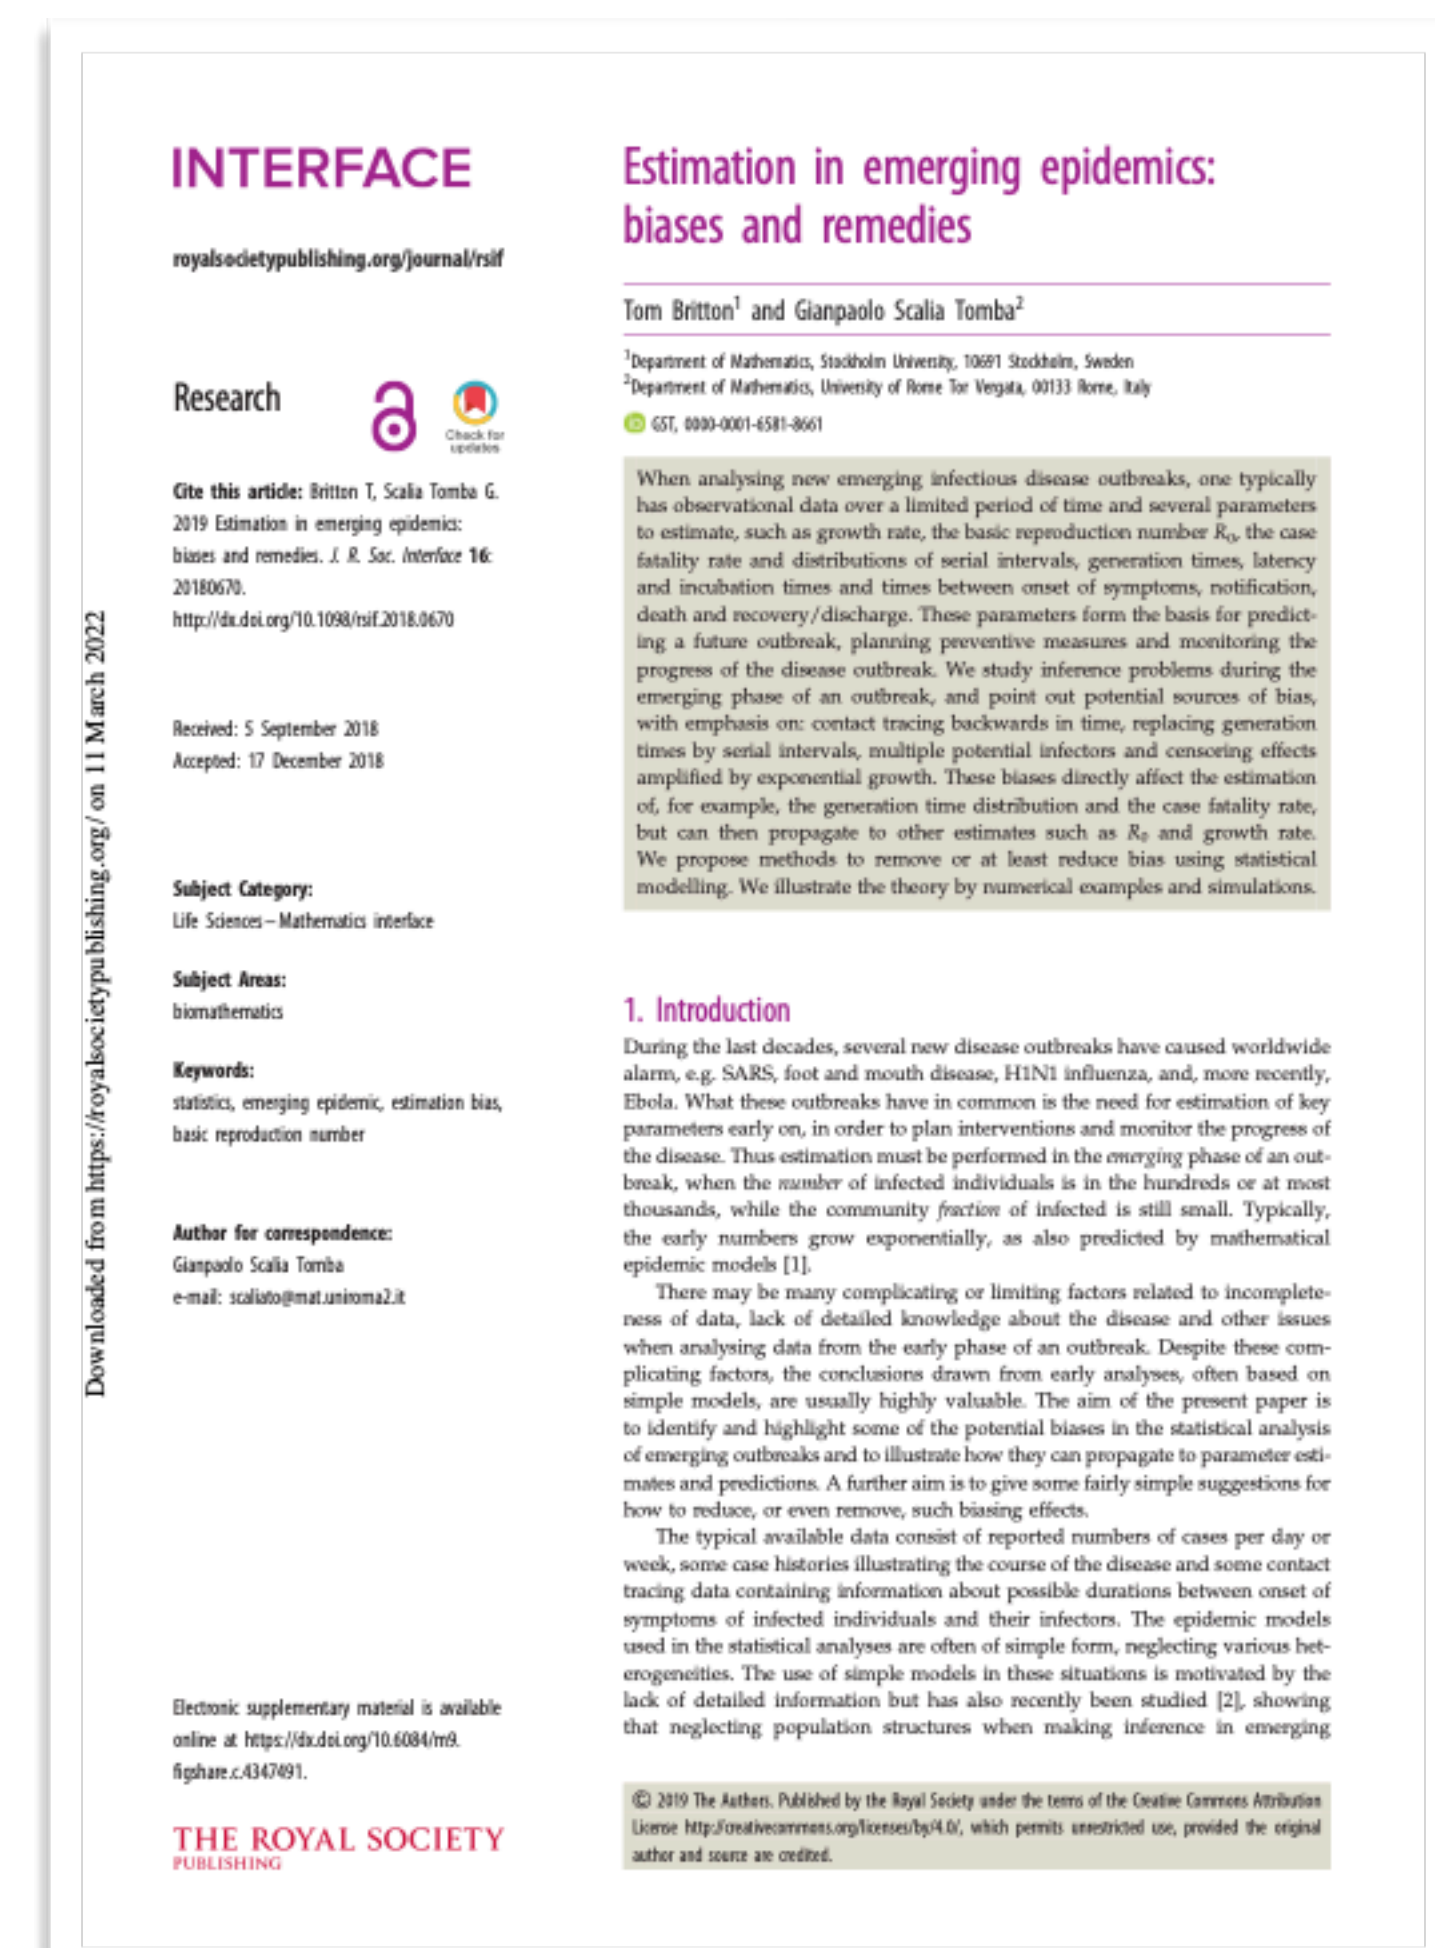 INTERFACE
royalsocietypublishing.org/journal/rsif
Research
Check for
updates
Cite this article: Britton T, Scalia Tomba G.
2019 Estimation in emerging epidemics:
biases and remedies. J. R. Soc. Interface 16:
20180670.
http://dx.doi.org/10.1098/rsif.2018.0670
Received: 5 September 2018
Accepted: 17 December 2018
Subject Category:
Life Sciences–Mathematics interface
Subject Areas:
biomathematics
Keywords:
statistics, emerging epidemic, estimation bias,
basic reproduction number
Author for correspondence:
Gianpaolo Scalia Tomba
e-mail: scaliato@mat.uniroma2.it
Electronic supplementary material is available
online at https://dx.doi.org/10.6084/m9.
figshare.c.4347491.
THE ROYAL SOCIETY
PUBLISHING
Downloaded from https://royalsocietypublishing.org/ on 11 March 2022
Estimation in emerging epidemics:
biases and remedies
Tom Britton¹ and Gianpaolo Scalia Tomba²
¹Department of Mathematics, Stockholm University, 10691 Stockholm, Sweden
²Department of Mathematics, University of Rome Tor Vergata, 00133 Rome, Italy
iD GST, 0000-0001-6581-8661
When analysing new emerging infectious disease outbreaks, one typically
has observational data over a limited period of time and several parameters
to estimate, such as growth rate, the basic reproduction number R₀, the case
fatality rate and distributions of serial intervals, generation times, latency
and incubation times and times between onset of symptoms, notification,
death and recovery/discharge. These parameters form the basis for predict-
ing a future outbreak, planning preventive measures and monitoring the
progress of the disease outbreak. We study inference problems during the
emerging phase of an outbreak, and point out potential sources of bias,
with emphasis on: contact tracing backwards in time, replacing generation
times by serial intervals, multiple potential infectors and censoring effects
amplified by exponential growth. These biases directly affect the estimation
of, for example, the generation time distribution and the case fatality rate,
but can then propagate to other estimates such as R₀ and growth rate.
We propose methods to remove or at least reduce bias using statistical
modelling. We illustrate the theory by numerical examples and simulations.
1. Introduction
During the last decades, several new disease outbreaks have caused worldwide
alarm, e.g. SARS, foot and mouth disease, H1N1 influenza, and, more recently,
Ebola. What these outbreaks have in common is the need for estimation of key
parameters early on, in order to plan interventions and monitor the progress of
the disease. Thus estimation must be performed in the emerging phase of an out-
break, when the number of infected individuals is in the hundreds or at most
thousands, while the community fraction of infected is still small. Typically,
the early numbers grow exponentially, as also predicted by mathematical
epidemic models [1].
There may be many complicating or limiting factors related to incomplete-
ness of data, lack of detailed knowledge about the disease and other issues
when analysing data from the early phase of an outbreak. Despite these com-
plicating factors, the conclusions drawn from early analyses, often based on
simple models, are usually highly valuable. The aim of the present paper is
to identify and highlight some of the potential biases in the statistical analysis
of emerging outbreaks and to illustrate how they can propagate to parameter esti-
mates and predictions. A further aim is to give some fairly simple suggestions for
how to reduce, or even remove, such biasing effects.
The typical available data consist of reported numbers of cases per day or
week, some case histories illustrating the course of the disease and some contact
tracing data containing information about possible durations between onset of
symptoms of infected individuals and their infectors. The epidemic models
used in the statistical analyses are often of simple form, neglecting various het-
erogeneities. The use of simple models in these situations is motivated by the
lack of detailed information but has also recently been studied [2], showing
that neglecting population structures when making inference in emerging
© 2019 The Authors. Published by the Royal Society under the terms of the Creative Commons Attribution
License http://creativecommons.org/licenses/by/4.0/, which permits unrestricted use, provided the original
author and source are credited.